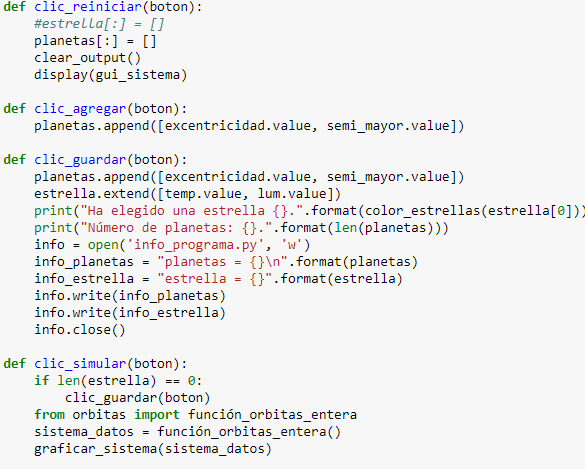 def clic_reiniciar(boton):
    #estrella[:] = []
    planetas[:] = []
    clear_output()
    display(gui_sistema)

def clic_agregar(boton):
    planetas.append([excentricidad.value, semi_mayor.value])

def clic_guardar(boton):
    planetas.append([excentricidad.value, semi_mayor.value])
    estrella.extend([temp.value, lum.value])
    print("Ha elegido una estrella {}.".format(color_estrellas(estrella[0]))
    print("Número de planetas: {}.".format(len(planetas)))
    info = open('info_programa.py', 'w')
    info_planetas = "planetas = {}\n".format(planetas)
    info_estrella = "estrella = {}".format(estrella)
    info.write(info_planetas)
    info.write(info_estrella)
    info.close()

def clic_simular(boton):
    if len(estrella) == 0:
        clic_guardar(boton)
    from orbitas import función_orbitas_entera
    sistema_datos = función_orbitas_entera()
    graficar_sistema(sistema_datos)